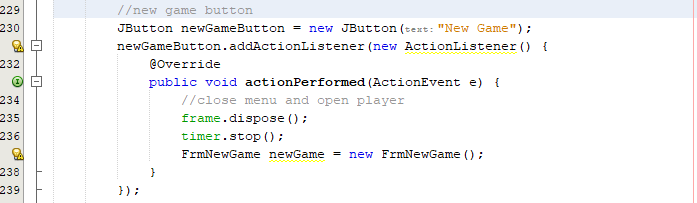 229 //new game button
230 JButton newGameButton = new JButton(text:"New Game");
newGameButton.addActionListener(new ActionListener() {
232 @Override
public void actionPerformed(ActionEvent e) {
234 //close menu and open player
235 frame.dispose();
236 timer.stop();
FrmNewGame newGame = new FrmNewGame();
238 }
239 });